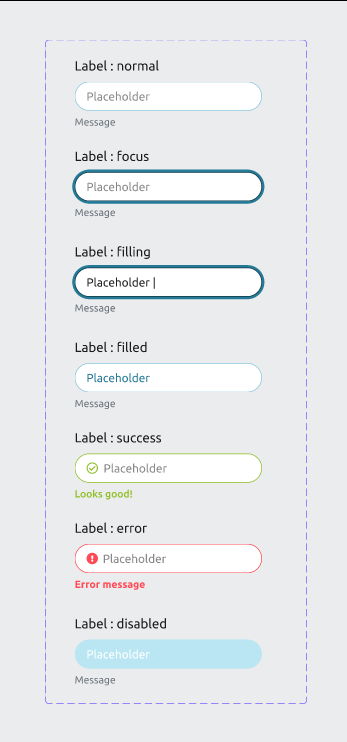 Label : normal
Placeholder
Message
Label : focus
Placeholder
Message
Label : filling
Placeholder |
Message
Label : filled
Placeholder
Message
Label : success
Placeholder
Looks good!
Label : error
Placeholder
Error message
Label : disabled
Placeholder
Message